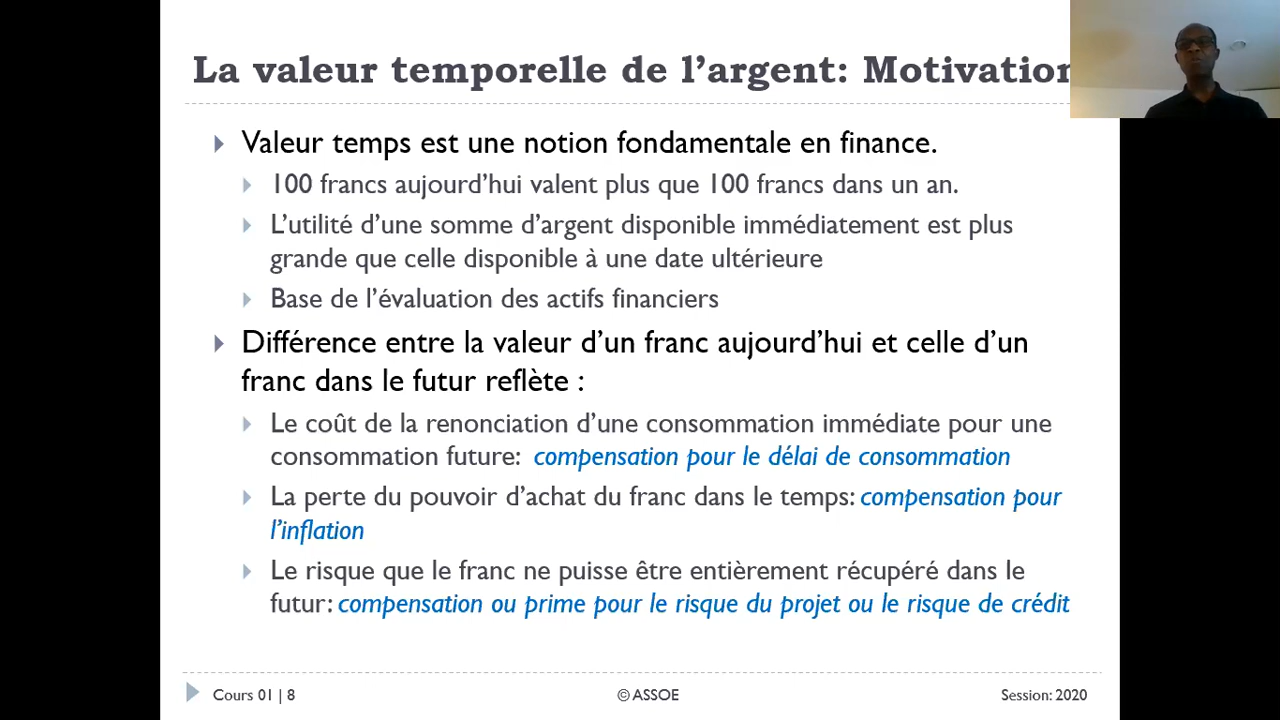 La valeur temporelle de l’argent: Motivation
Valeur temps est une notion fondamentale en finance.
100 francs aujourd’hui valent plus que 100 francs dans un an.
L’utilité d’une somme d’argent disponible immédiatement est plus
grande que celle disponible à une date ultérieure
Base de l’évaluation des actifs financiers
Différence entre la valeur d’un franc aujourd’hui et celle d’un
franc dans le futur reflète :
Le coût de la renonciation d’une consommation immédiate pour une
consommation future: compensation pour le délai de consommation
La perte du pouvoir d’achat du franc dans le temps: compensation pour
l’inflation
Le risque que le franc ne puisse être entièrement récupéré dans le
futur: compensation ou prime pour le risque du projet ou le risque de crédit
Cours 01 | 8
© ASSOE
Session: 2020